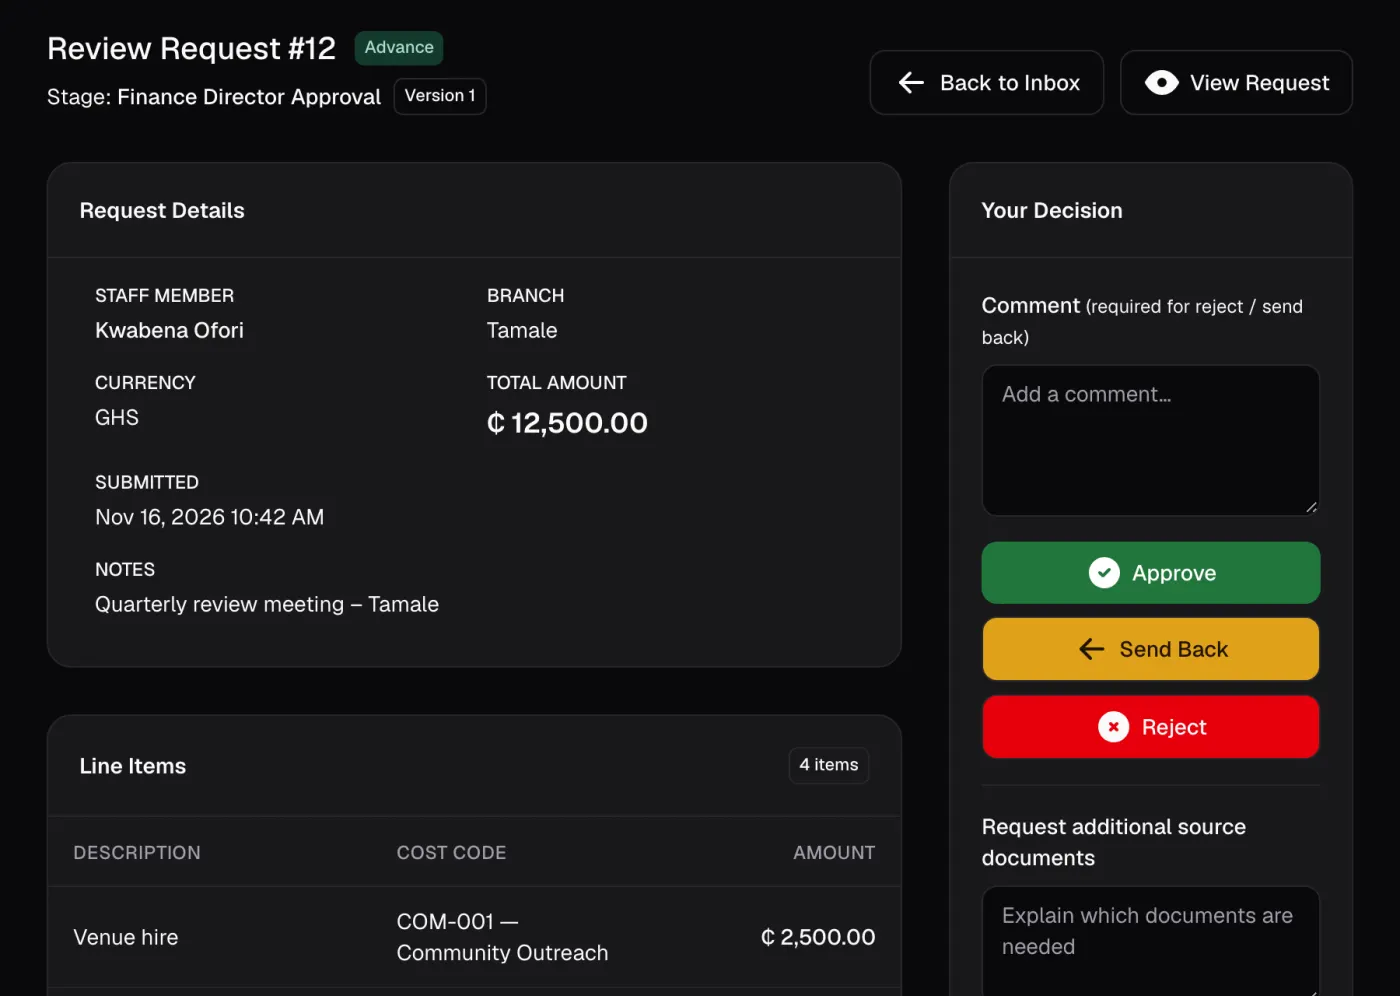 Review Request #12 Advance
Stage: Finance Director Approval Version 1
Back to Inbox
View Request
Request Details
STAFF MEMBER
Kwabena Ofori
BRANCH
Tamale
CURRENCY
GHS
TOTAL AMOUNT
₵ 12,500.00
SUBMITTED
Nov 16, 2026 10:42 AM
NOTES
Quarterly review meeting – Tamale
Line Items
4 items
DESCRIPTION COST CODE AMOUNT
Venue hire
COM-001 —
Community Outreach
₵ 2,500.00
Your Decision
Comment (required for reject / send
back)
Add a comment...
Approve
Send Back
Reject
Request additional source
documents
Explain which documents are
needed